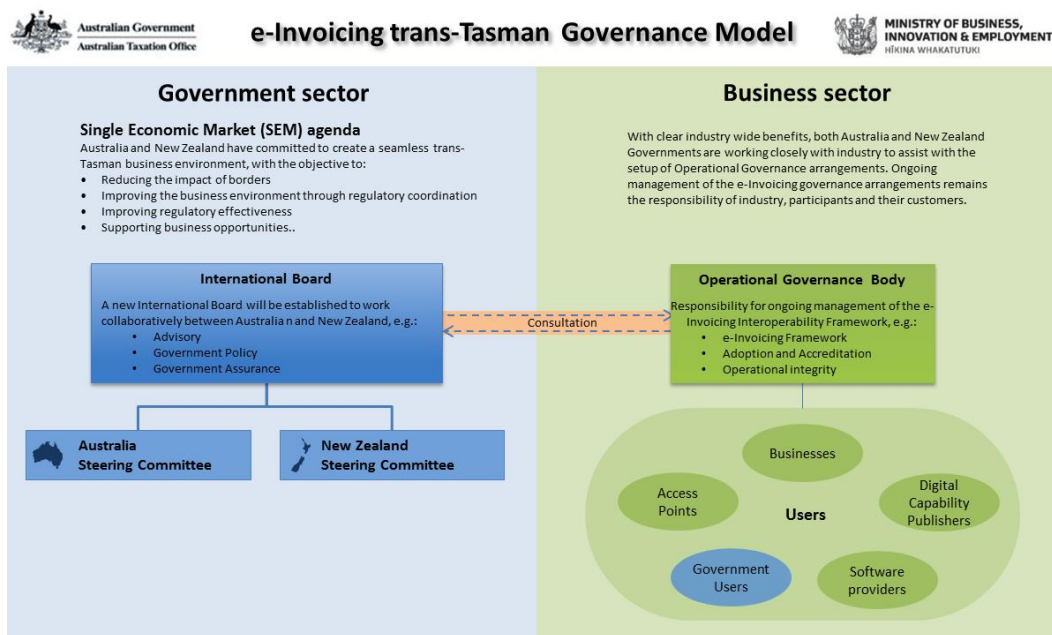 Australian Government
Australian Taxation Office
e-Invoicing trans-Tasman Governance Model
MINISTRY OF BUSINESS,
INNOVATION & EMPLOYMENT
HĪKINA WHAKATUTUKI
Government sector
Single Economic Market (SEM) agenda
Australia and New Zealand have committed to create a seamless trans-
Tasman business environment, with the objective to:
• Reducing the impact of borders
• Improving the business environment through regulatory coordination
• Improving regulatory effectiveness
• Supporting business opportunities..
International Board
A new International Board will be established to work
collaboratively between Australia n and New Zealand, e.g.:
• Advisory
• Government Policy
• Government Assurance
Australia
Steering Committee
New Zealand
Steering Committee
Consultation
Business sector
With clear industry wide benefits, both Australia and New Zealand
Governments are working closely with industry to assist with the
setup of Operational Governance arrangements. Ongoing
management of the e-Invoicing governance arrangements remains
the responsibility of industry, participants and their customers.
Operational Governance Body
Responsibility for ongoing management of the e-
Invoicing Interoperability Framework, e.g.:
• e-Invoicing Framework
• Adoption and Accreditation
• Operational integrity
Businesses
Access
Points
Digital
Capability
Publishers
Users
Government
Users
Software
providers